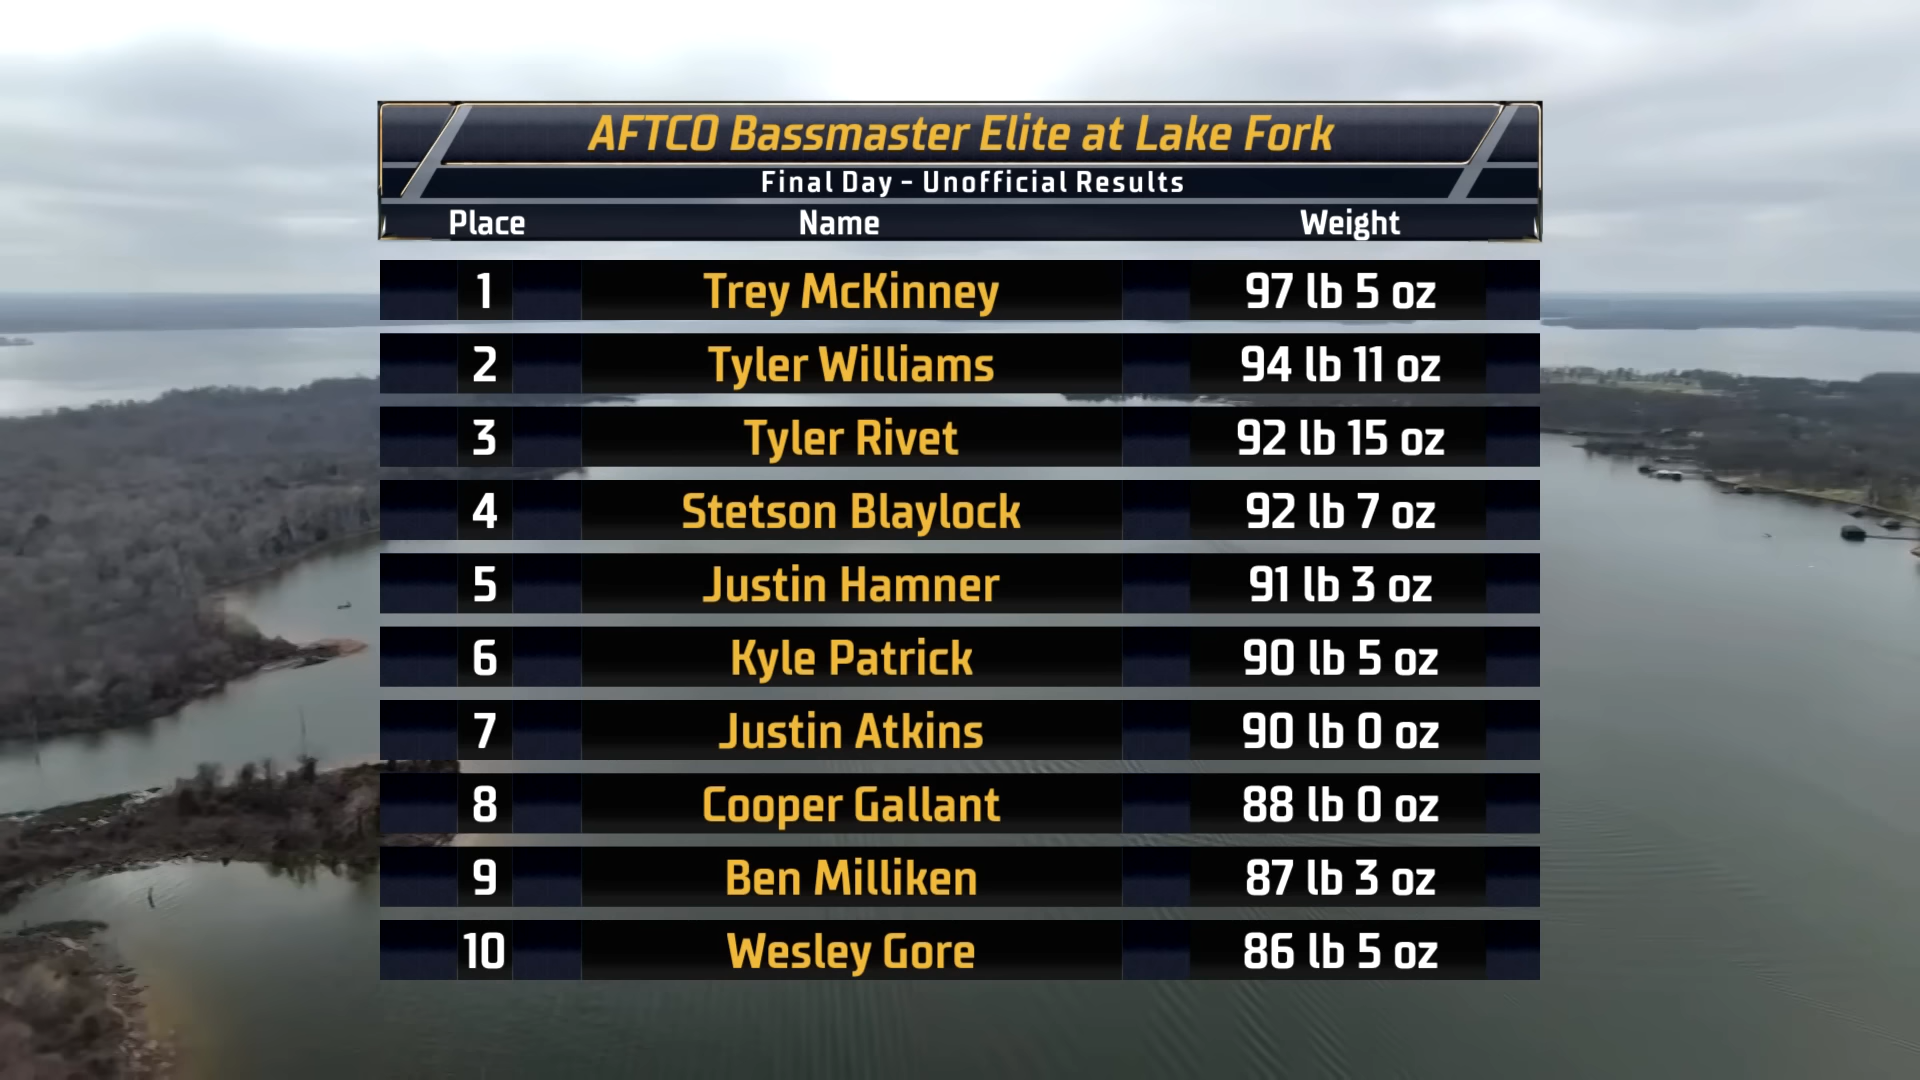 AFTCO Bassmaster Elite at Lake Fork
Final Day - Unofficial Results
Place Name Weight
1 Trey McKinney 97 lb 5 oz
2 Tyler Williams 94 lb 11 oz
3 Tyler Rivet 92 lb 15 oz
4 Stetson Blaylock 92 lb 7 oz
5 Justin Hamner 91 lb 3 oz
6 Kyle Patrick 90 lb 5 oz
7 Justin Atkins 90 lb 0 oz
8 Cooper Gallant 88 lb 0 oz
9 Ben Milliken 87 lb 3 oz
10 Wesley Gore 86 lb 5 oz